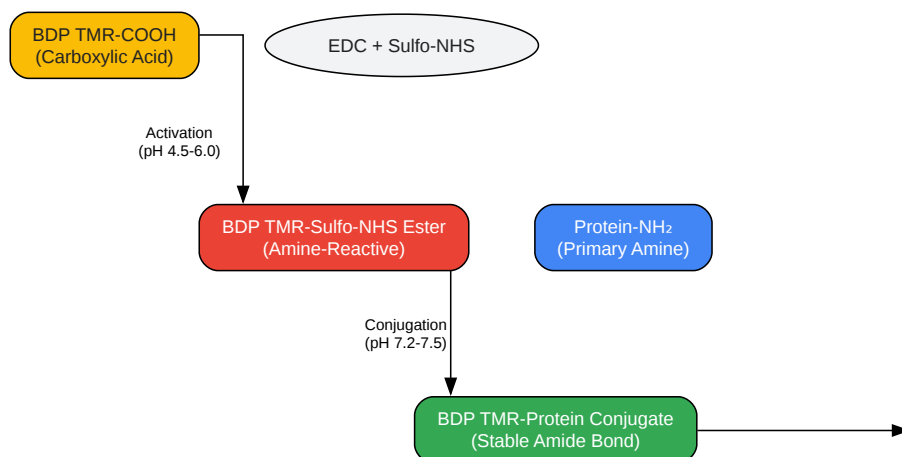 BDP TMR-COOH
(Carboxylic Acid)
EDC + Sulfo-NHS
Activation
(pH 4.5-6.0)
BDP TMR-Sulfo-NHS Ester
(Amine-Reactive)
Protein-NH₂
(Primary Amine)
Conjugation
(pH 7.2-7.5)
BDP TMR-Protein Conjugate
(Stable Amide Bond)